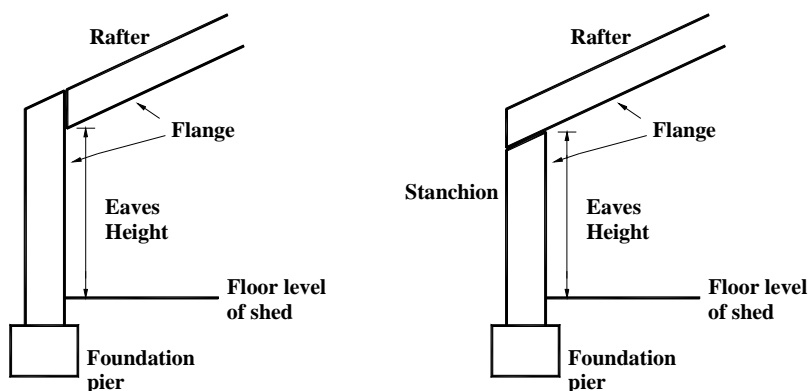 Rafter
Flange
Eaves
Height
Floor level
of shed
Foundation
pier
Rafter
Flange
Stanchion
Eaves
Height
Floor level
of shed
Foundation
pier